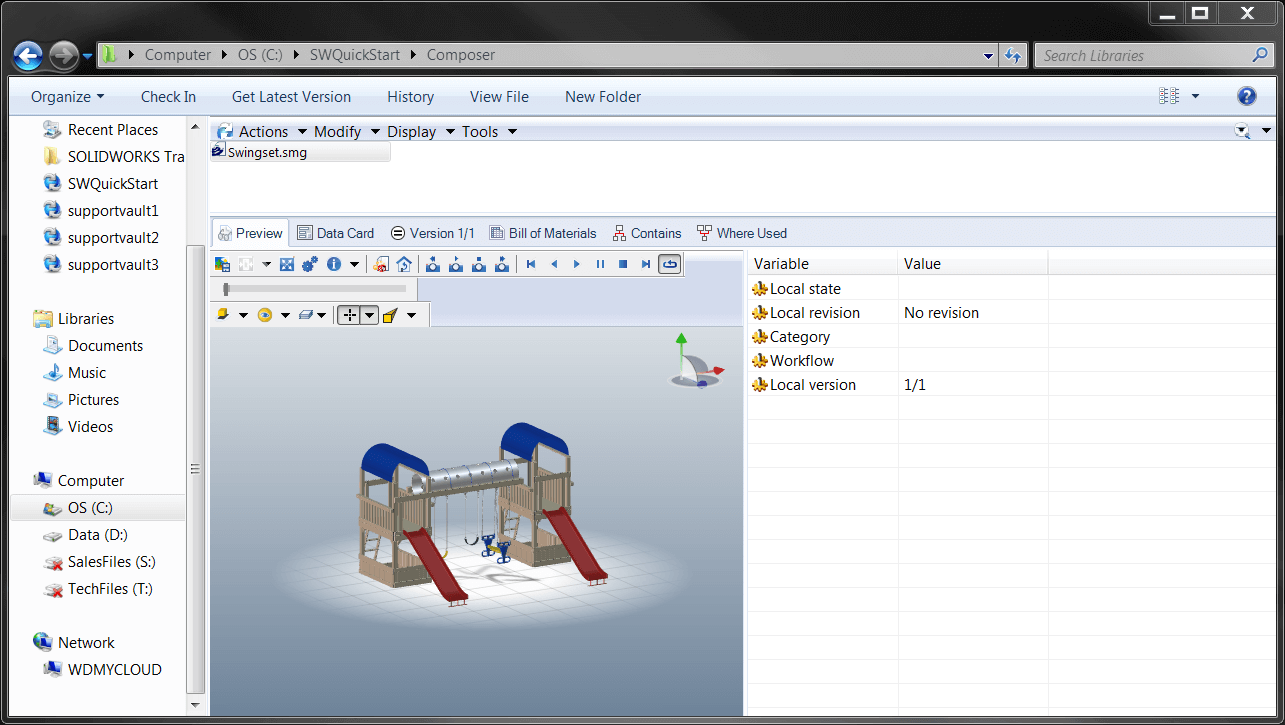 Computer ▸ OS (C:) ▸ SWQuickStart ▸ Composer
Search Libraries
Organize Check In Get Latest Version History View File New Folder
Recent Places
SOLIDWORKS Tra
SWQuickStart
supportvault1
supportvault2
supportvault3
Libraries
Documents
Music
Pictures
Videos
Computer
OS (C:)
Data (D:)
SalesFiles (S:)
TechFiles (T:)
Network
WDMYCLOUD
Actions Modify Display Tools
Swingset.smg
Preview Data Card Version 1/1 Bill of Materials Contains Where Used
Variable Value
Local state
Local revision No revision
Category
Workflow
Local version 1/1